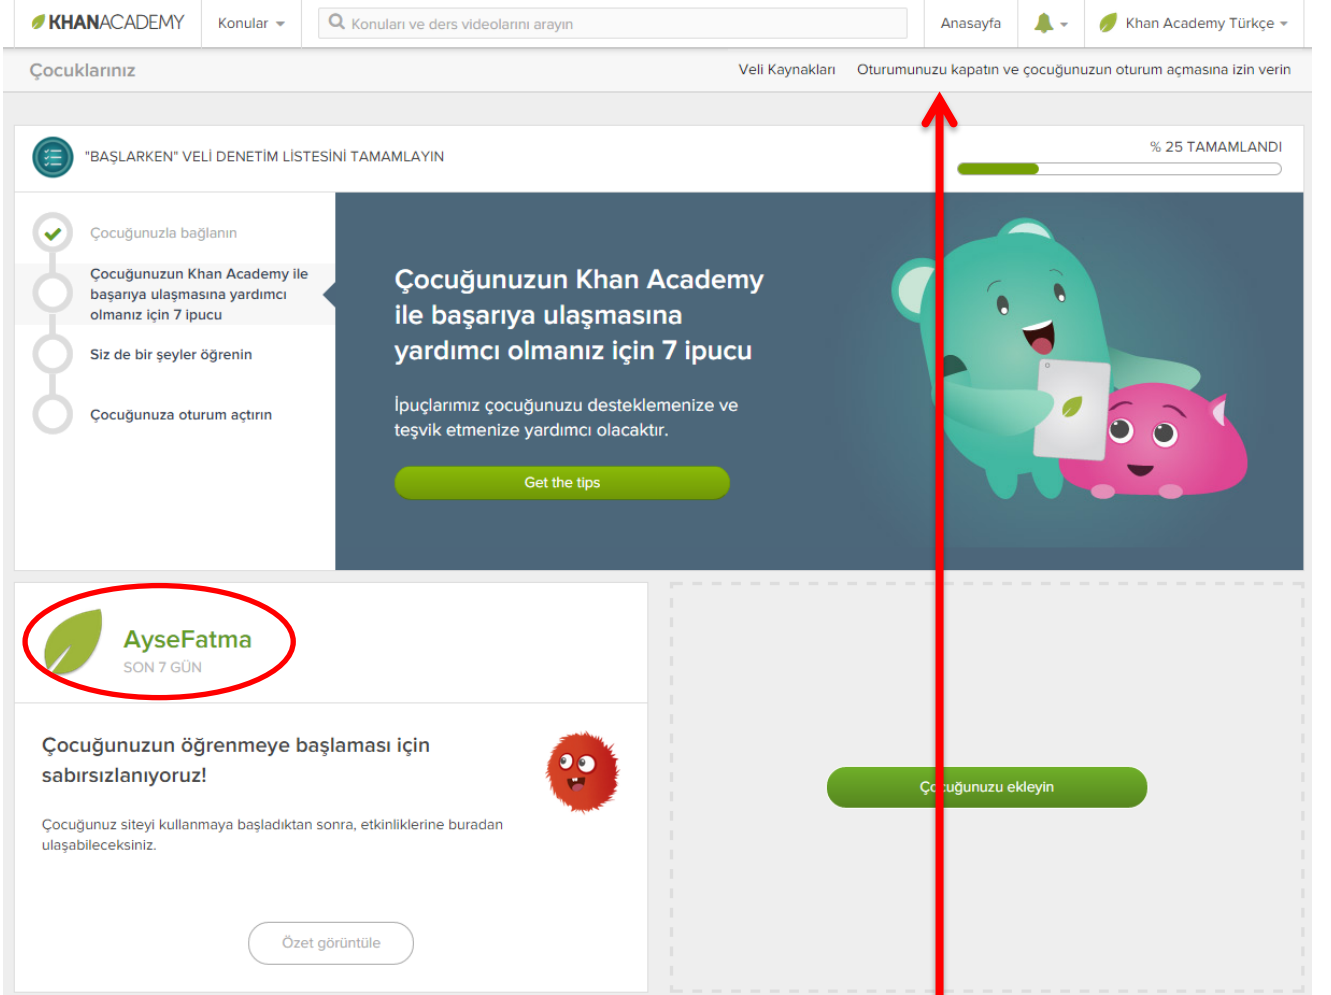 KHANACADEMY
Konular
Konuları ve ders videolarını arayın
Anasayfa
Khan Academy Türkçe
Çocuklarınız
Veli Kaynakları
Oturumunuzu kapatın ve çocuğunuzun oturum açmasına izin verin
"BAŞLARKEN" VELİ DENETİM LİSTESİNİ TAMAMLAYIN
% 25 TAMAMLANDI
Çocuğunuzla bağlanın
Çocuğunuzun Khan Academy ile
başarıya ulaşmasına yardımcı
olmanız için 7 ipucu
Siz de bir şeyler öğrenin
Çocuğunuza oturum açtırın
Çocuğunuzun Khan Academy
ile başarıya ulaşmasına
yardımcı olmanız için 7 ipucu
İpuçlarımız çocuğunuzu desteklemenize ve
teşvik etmenize yardımcı olacaktır.
Get the tips
AyseFatma
SON 7 GÜN
Çocuğunuzun öğrenmeye başlaması için
sabırsızlanıyoruz!
Çocuğunuz siteyi kullanmaya başladıktan sonra, etkinliklerine buradan
ulaşabileceksiniz.
Özet görüntüle
Çocuğunuzu ekleyin